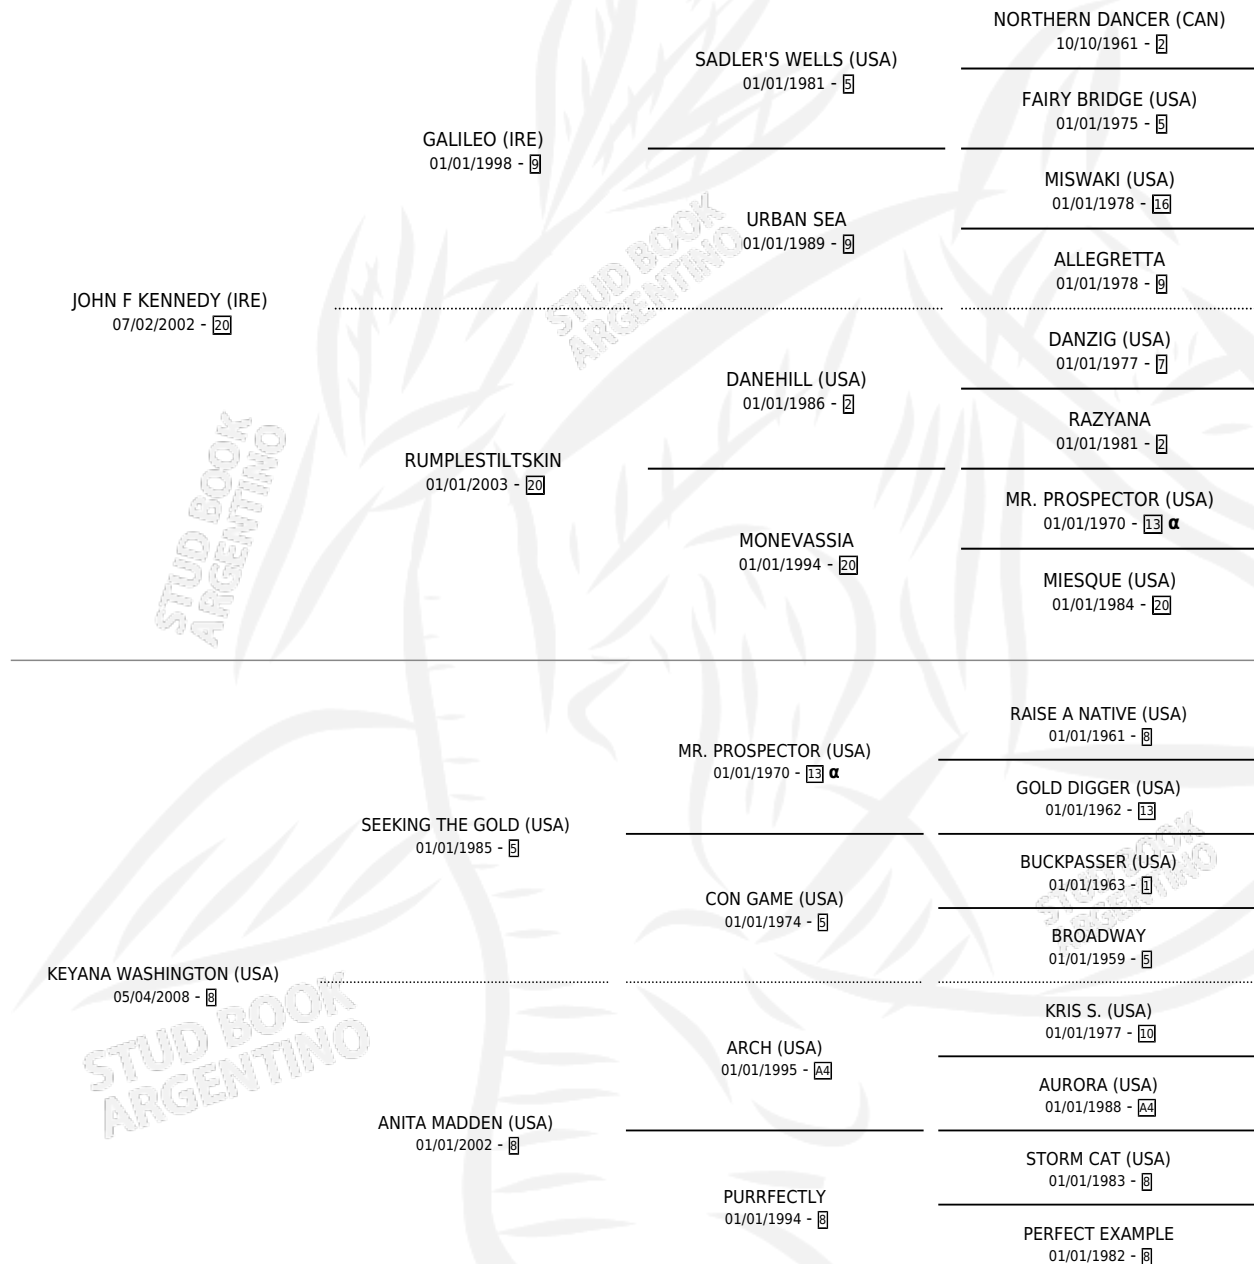 NORTHERN DANCER (CAN)
10/10/1961 - 2
SADLER'S WELLS (USA)
01/01/1981 - 5
FAIRY BRIDGE (USA)
01/01/1975 - 5
GALILEO (IRE)
01/01/1998 - 9
MISWAKI (USA)
01/01/1978 - 16
URBAN SEA
01/01/1989 - 9
ALLEGRETTA
01/01/1978 - 9
JOHN F KENNEDY (IRE)
07/02/2002 - 20
DANZIG (USA)
01/01/1977 - 7
DANEHILL (USA)
01/01/1986 - 2
RAZYANA
01/01/1981 - 2
RUMPLESTILTSKIN
01/01/2003 - 20
MR. PROSPECTOR (USA)
01/01/1970 - 13 α
MONEVASSIA
01/01/1994 - 20
MIESQUE (USA)
01/01/1984 - 20
RAISE A NATIVE (USA)
01/01/1961 - 8
MR. PROSPECTOR (USA)
01/01/1970 - 13 α
GOLD DIGGER (USA)
01/01/1962 - 13
SEEKING THE GOLD (USA)
01/01/1985 - 5
BUCKPASSER (USA)
01/01/1963 - 1
CON GAME (USA)
01/01/1974 - 5
BROADWAY
01/01/1959 - 5
KEYANA WASHINGTON (USA)
05/04/2008 - 8
KRIS S. (USA)
01/01/1977 - 10
ARCH (USA)
01/01/1995 - A4
AURORA (USA)
01/01/1988 - A4
ANITA MADDEN (USA)
01/01/2002 - 8
STORM CAT (USA)
01/01/1983 - 8
PURRFECTLY
01/01/1994 - 8
PERFECT EXAMPLE
01/01/1982 - 8
STUD BOOK
ARGENTINO
STUD BOOK
ARGENTINO
STUD BOOK
ARGENTINO
STUD BOOK
ARGENTINO